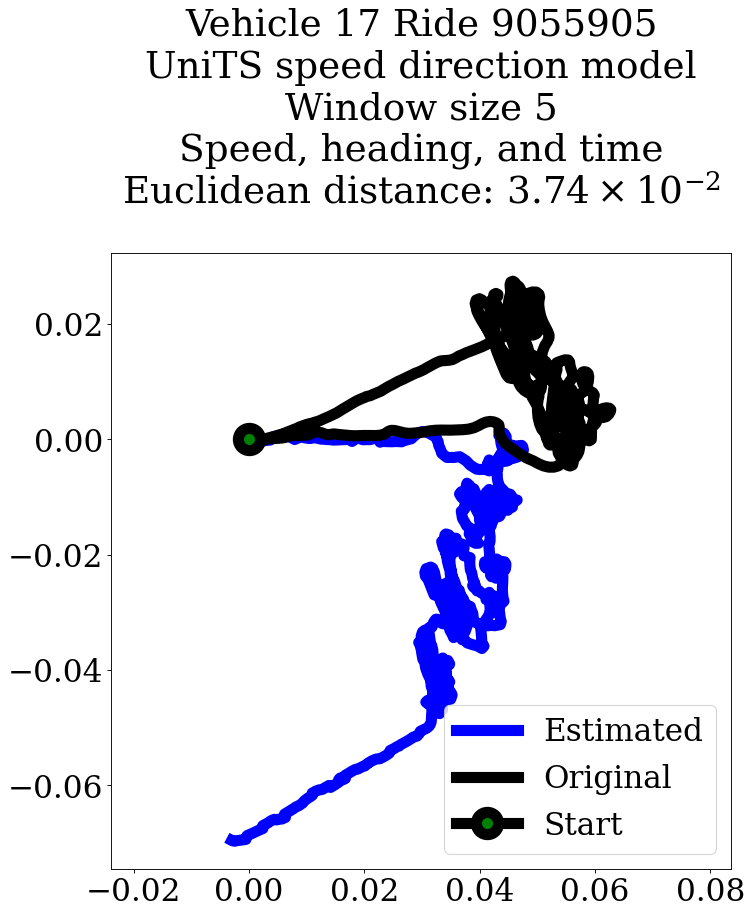 Vehicle 17 Ride 9055905
UniTS speed direction model
Window size 5
Speed, heading, and time
Euclidean distance: 3.74 × 10⁻²
0.02
0.00
−0.02
−0.04
−0.06
Estimated
Original
Start
−0.02 0.00 0.02 0.04 0.06 0.08